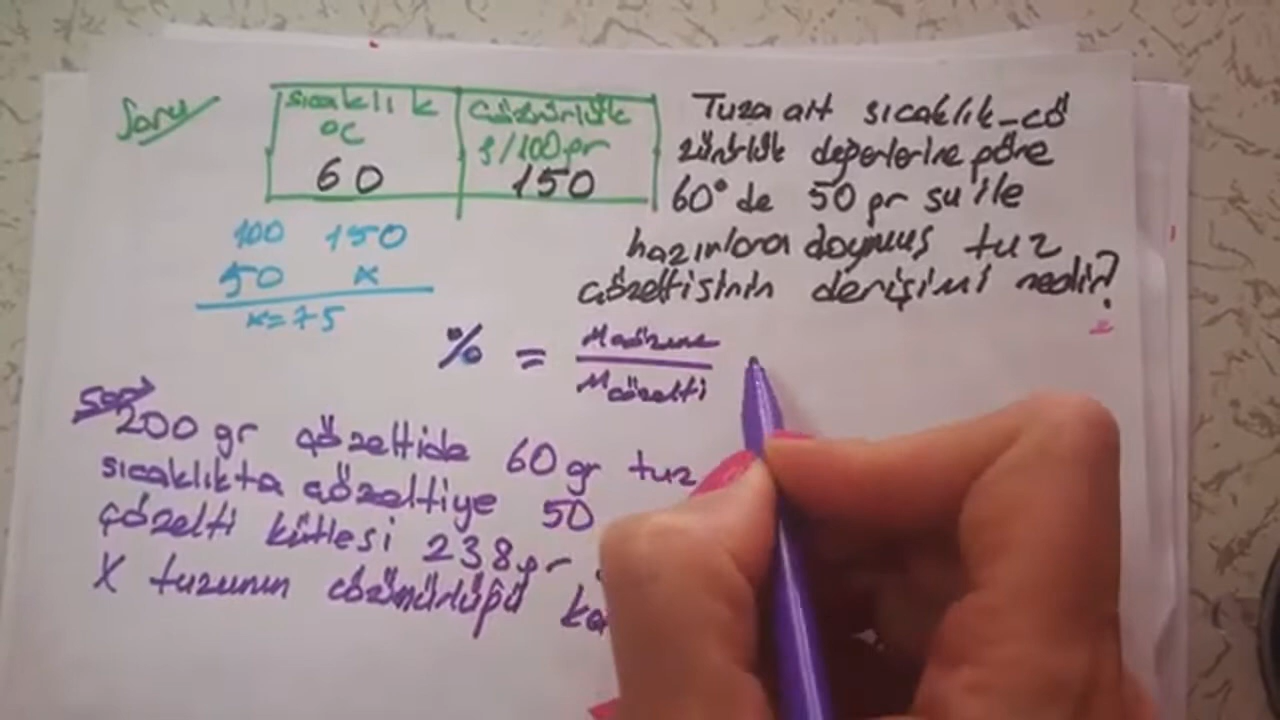 Soru
sıcaklık
°C
60
çözünürlük
g/100gr
150
Tuza ait sıcaklık-çö
zünürlük değerlerine göre
60° de 50 gr su ile
hazırlanan doymuş tuz
çözeltisinin derişimi nedir?
100 150
50 x
x=75
% = Mçözünen / Mçözelti
Soru
200 gr çözeltide 60 gr tuz
sıcaklıkta çözeltiye 50
çözelti kütlesi 238gr
X tuzunun çözünürlüğü